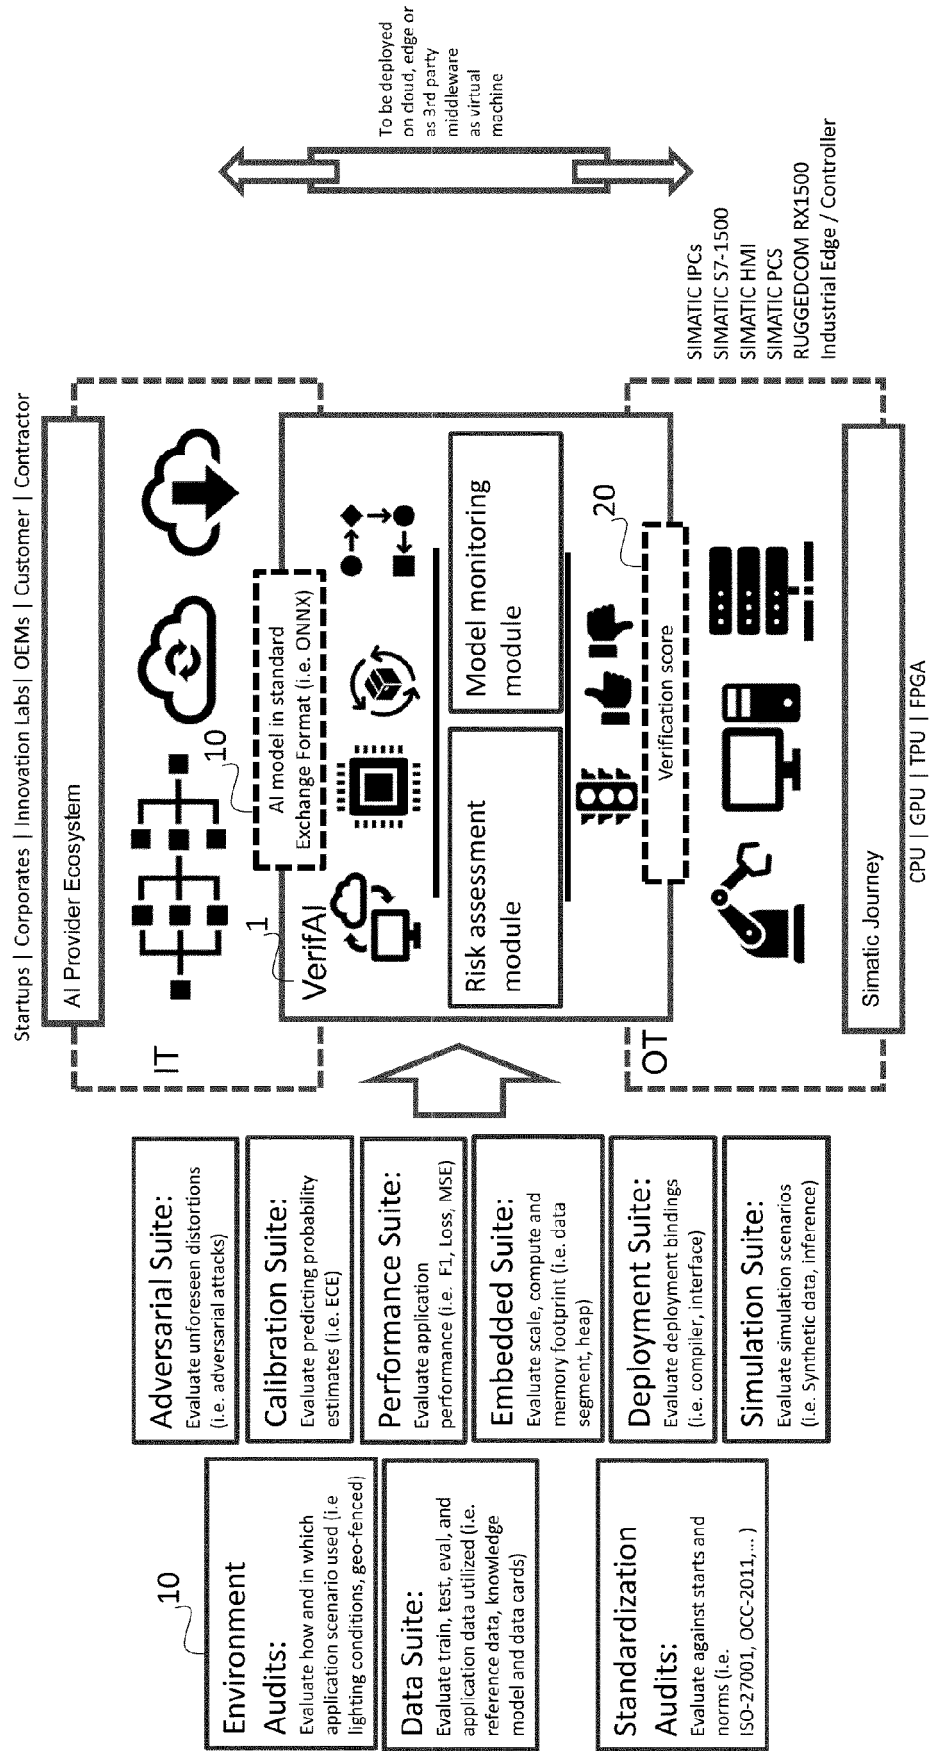 10
Environment
Audits:
Evaluate how and in which
application scenario used (i.e
lighting conditions, geo-fenced)
Data Suite:
Evaluate train, test, eval, and
application data utilized (i.e.
reference data, knowledge
model and data cards)
Standardization
Audits:
Evaluate against starts and
norms (i.e.
ISO-27001, OCC-2011,...)
Adversarial Suite:
Evaluate unforeseen distortions
(i.e. adversarial attacks)
Calibration Suite:
Evaluate predicting probability
estimates (i.e. ECE)
Performance Suite:
Evaluate application
performance (i.e. F1, Loss, MSE)
Embedded Suite:
Evaluate scale, compute and
memory footprint (i.e. data
segment, heap)
Deployment Suite:
Evaluate deployment bindings
(i.e. compiler, interface)
Simulation Suite:
Evaluate simulation scenarios
(i.e. Synthetic data, inference)
Startups | Corporates | Innovation Labs| OEMs | Customer | Contractor
AI Provider Ecosystem
IT
10
AI model in standard
Exchange Format (i.e. ONNX)
1
VerifAI
Risk assessment
module
Model monitoring
module
20
Verification score
OT
Simatic Journey
CPU | GPU | TPU | FPGA
To be deployed
on cloud, edge or
as 3rd party
middleware
as virtual
machine
SIMATIC IPCs
SIMATIC S7-1500
SIMATIC HMI
SIMATIC PCS
RUGGEDCOM RX1500
Industrial Edge / Controller